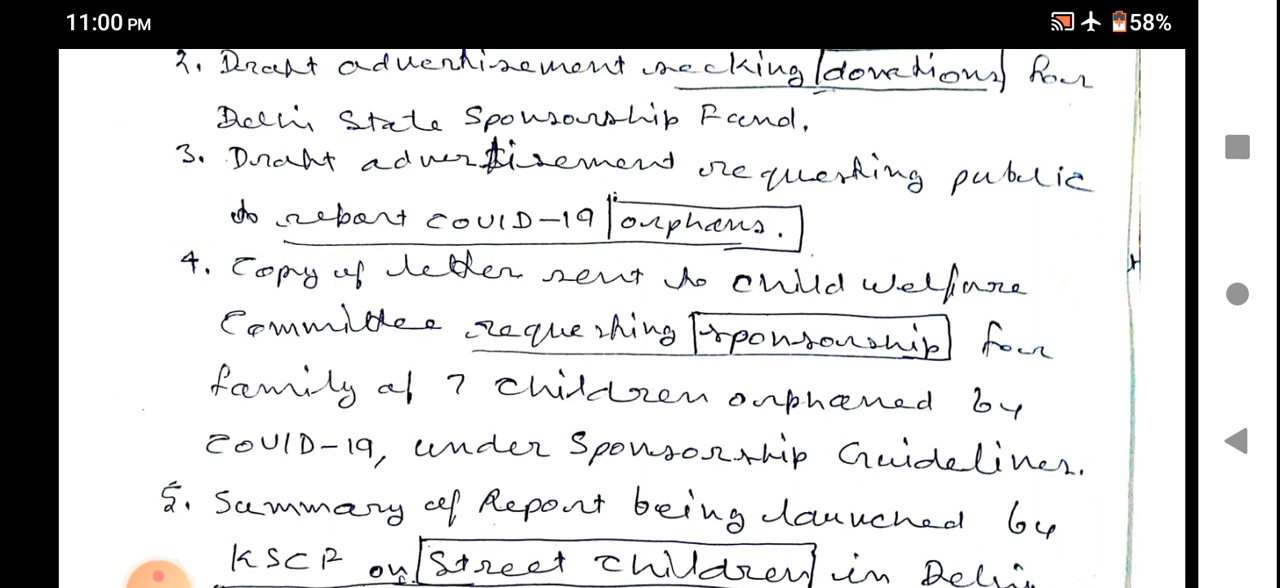 11:00 PM
58%
2. Draft advertisement seeking donations for
Delhi State Sponsorship Fund.
3. Draft advertisement requesting public
to report COVID-19 orphans.
4. Copy of letter sent to Child Welfare
Committee requesting sponsorship for
family of 7 children orphaned by
COVID-19, under Sponsorship Guidelines.
5. Summary of Report being launched by
KSCF on Street Children in Delhi